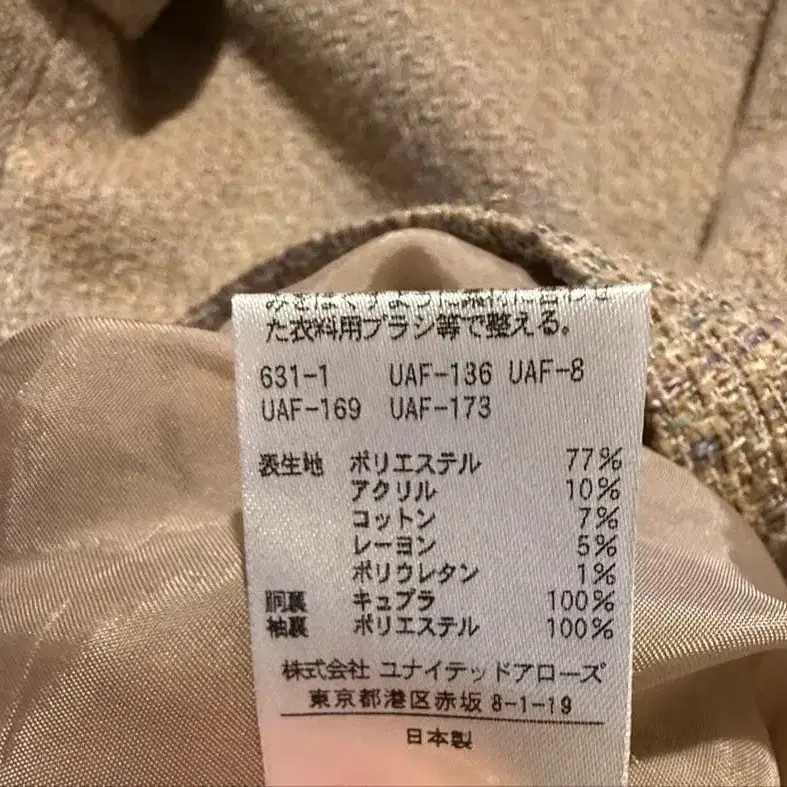 た衣料用ブラシ等で整える。
631-1 UAF-136 UAF-8
UAF-169 UAF-173
表生地 ポリエステル 77%
アクリル 10%
コットン 7%
レーヨン 5%
ポリウレタン 1%
胴裏 キュプラ 100%
袖裏 ポリエステル 100%
株式会社 ユナイテッドアローズ
東京都港区赤坂 8-1-19
日本製